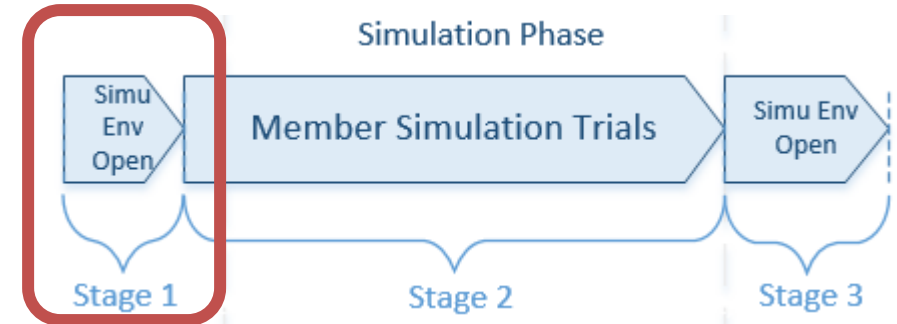 Simulation Phase
Simu
Env
Open
Member Simulation Trials
Simu Env
Open
Stage 1
Stage 2
Stage 3